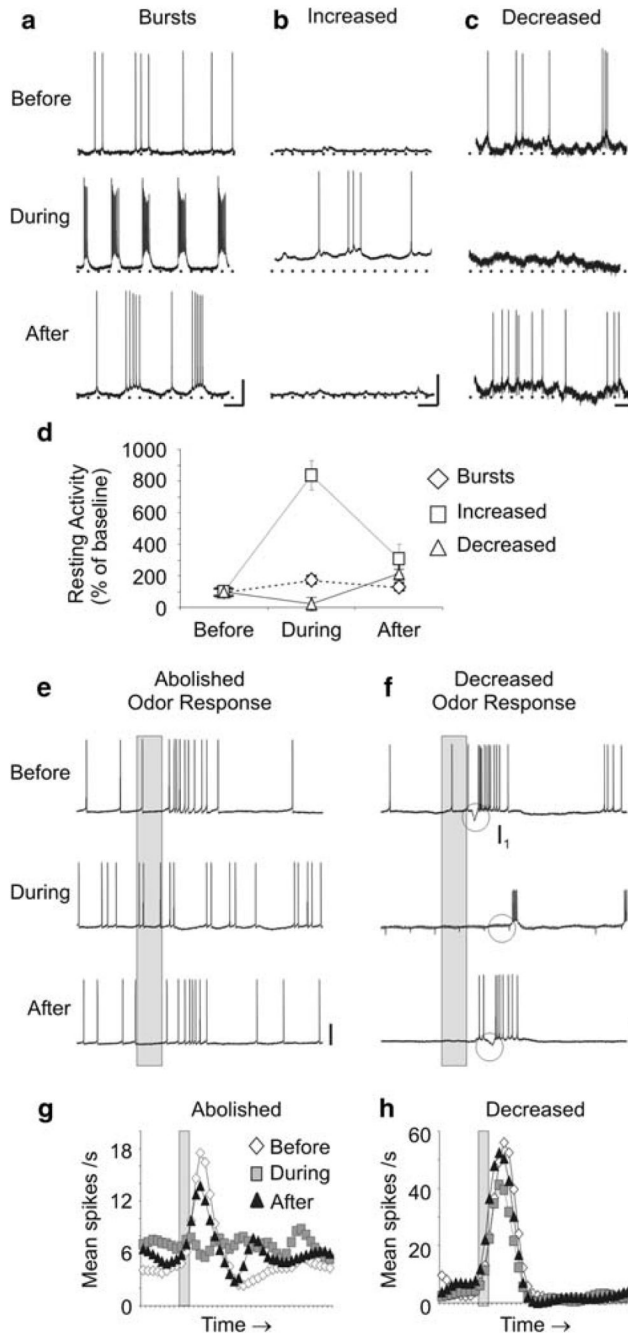 a Bursts b Increased c Decreased
Before
During
After
d
Resting Activity
(% of baseline)
1000
800
600
400
200
0
Before During After
Bursts
Increased
Decreased
e Abolished
Odor Response
f Decreased
Odor Response
Before
I1
During
After
g Abolished
Mean spikes /s
18
12
6
0
Before
During
After
Time →
h Decreased
Mean spikes /s
60
40
20
0
Time →